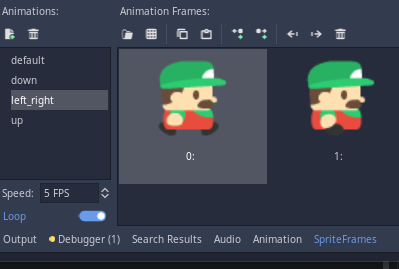 Animations:
Animation Frames:
default
down
left_right
up
0:
1:
Speed: 5 FPS
Loop
Output Debugger (1) Search Results Audio Animation SpriteFrames